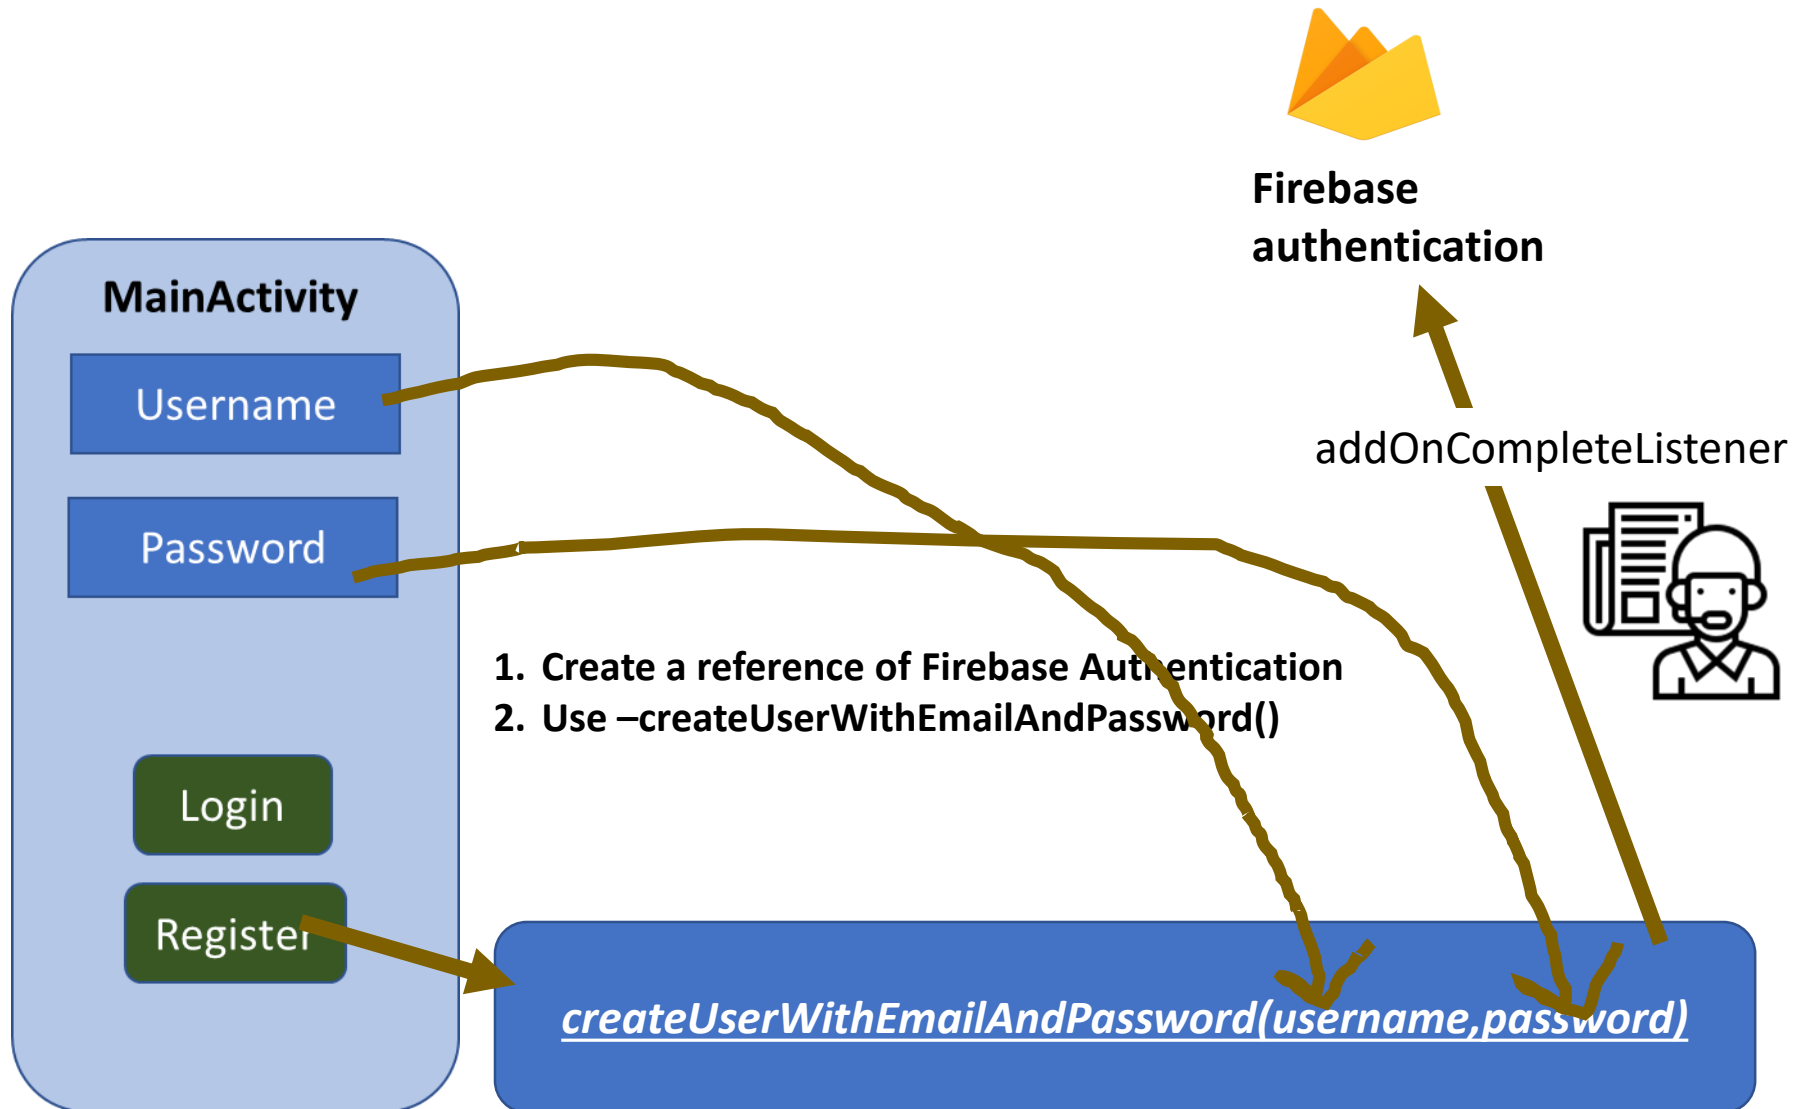 Firebase
authentication
MainActivity
Username
addOnCompleteListener
Password
1. Create a reference of Firebase Authentication
2. Use –createUserWithEmailAndPassword()
Login
Register
createUserWithEmailAndPassword(username,password)